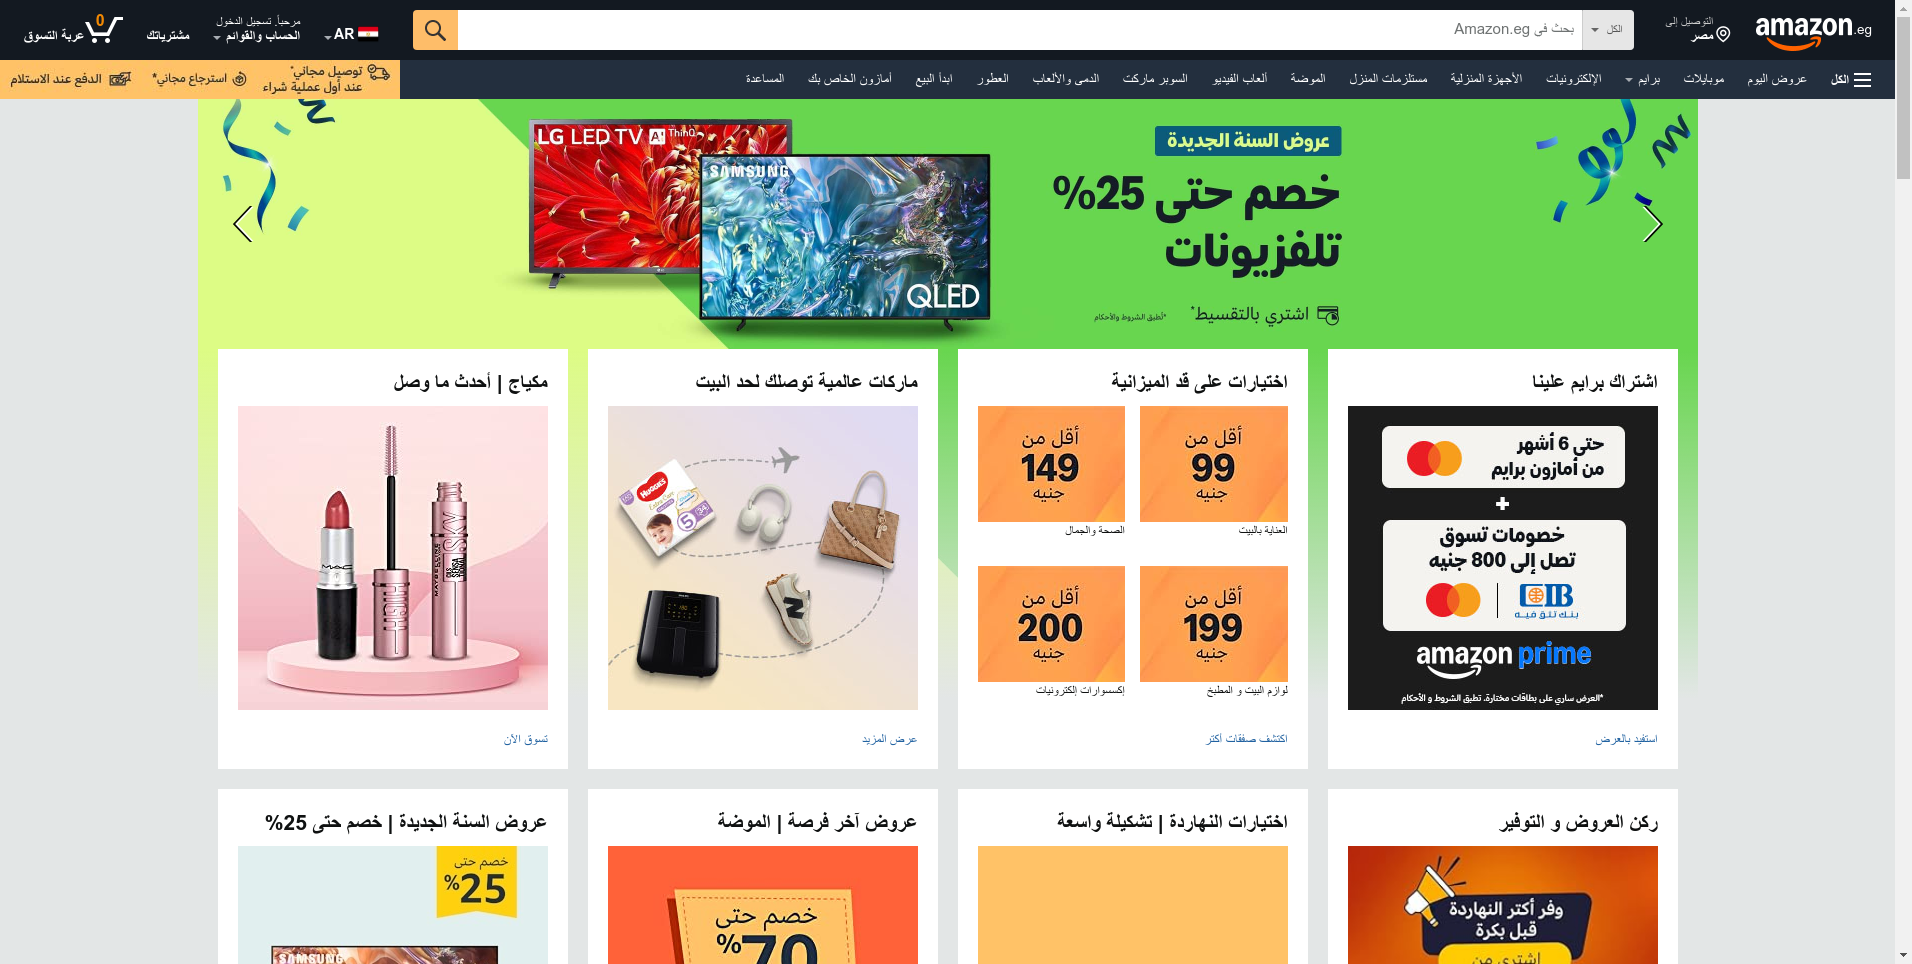 amazon.eg
التوصيل إلى
مصر
الكل
بحث في Amazon.eg
AR
مرحباً. تسجيل الدخول
الحساب والقوائم
مشترياتك
0
عربة التسوق
الكل
عروض اليوم
موبايلات
برايم
الإلكترونيات
الأجهزة المنزلية
مستلزمات المنزل
الموضة
ألعاب الفيديو
السوبر ماركت
الدمى والألعاب
العطور
ابدأ البيع
أمازون الخاص بك
المساعدة
توصيل مجاني*
عند أول عملية شراء
استرجاع مجاني*
الدفع عند الاستلام
عروض السنة الجديدة
خصم حتى 25%
تلفزيونات
اشتري بالتقسيط*
*تُطبق الشروط والأحكام
LG LED TV AI ThinQ
SAMSUNG
QLED
اشتراك برايم علينا
حتى 6 أشهر
من أمازون برايم
+
خصومات تسوق
تصل إلى 800 جنيه
CIB
بنك تثق فيه
amazon prime
*العرض ساري على بطاقات مختارة. تطبق الشروط و الأحكام
استفيد بالعرض
اختيارات على قد الميزانية
أقل من
99
جنيه
العناية بالبيت
أقل من
149
جنيه
الصحة والجمال
أقل من
199
جنيه
لوازم البيت و المطبخ
أقل من
200
جنيه
إكسسوارات إلكترونيات
اكتشف صفقات أكتر
ماركات عالمية توصلك لحد البيت
HUGGIES
Extra Care
5
34
N
عرض المزيد
مكياج | أحدث ما وصل
MAC
MAYBELLINE
LASH
SENSATIONAL
SKY
HIGH
تسوق الآن
ركن العروض و التوفير
وفر أكتر النهاردة
قبل بكرة
اشتري من
اختيارات النهاردة | تشكيلة واسعة
عروض آخر فرصة | الموضة
خصم حتى
%70
عروض السنة الجديدة | خصم حتى 25%
خصم حتى
%25
SAMSUNG